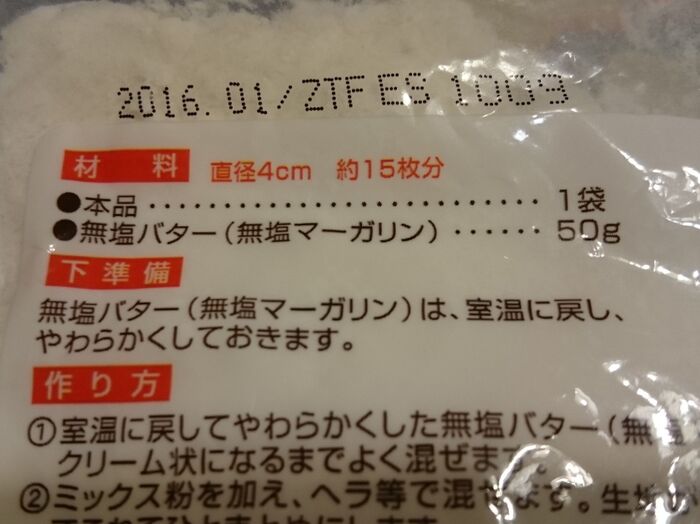 2016.01/ZTF ES 1009
材料 直径4cm 約15枚分
●本品 ･････････････････････････ 1袋
●無塩バター(無塩マーガリン) ･･････ 50g
下準備
無塩バター(無塩マーガリン)は、室温に戻し、
やわらかくしておきます。
作り方
①室温に戻してやわらかくした無塩バター(無塩
クリーム状になるまでよく混ぜます。
②ミックス粉を加え、ヘラ等で混ぜます。生地が